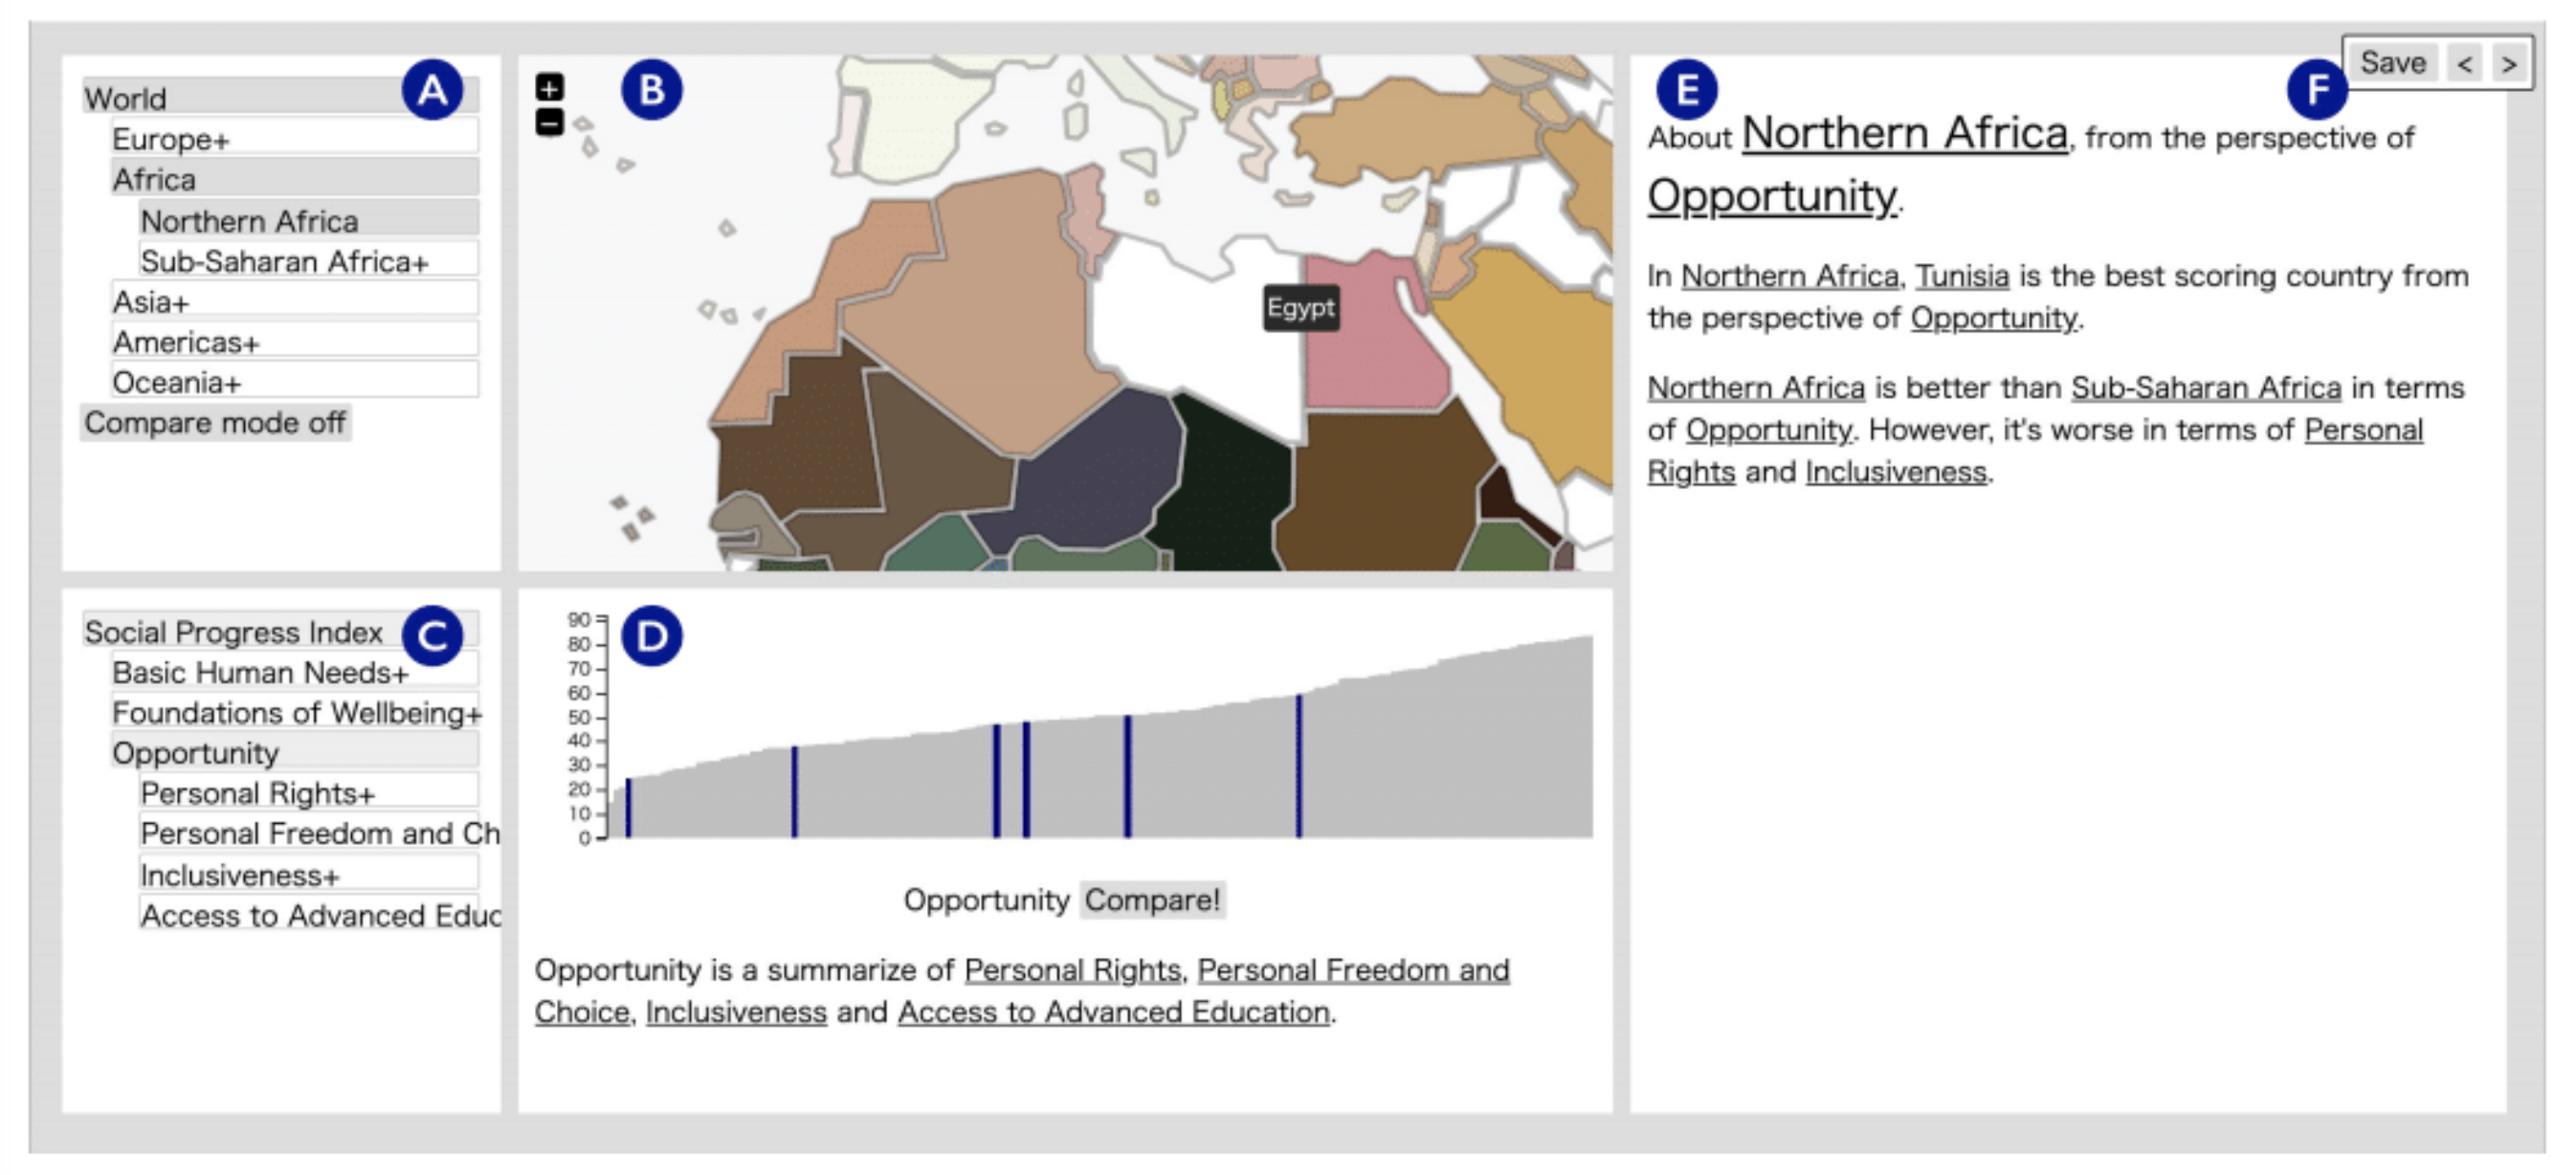 A
World
Europe+
Africa
Northern Africa
Sub-Saharan Africa+
Asia+
Americas+
Oceania+
Compare mode off
+
−
B
Egypt
C
Social Progress Index
Basic Human Needs+
Foundations of Wellbeing+
Opportunity
Personal Rights+
Personal Freedom and Ch
Inclusiveness+
Access to Advanced Educ
D
90
80
70
60
50
40
30
20
10
0
Opportunity Compare!
Opportunity is a summarize of Personal Rights, Personal Freedom and
Choice, Inclusiveness and Access to Advanced Education.
E
F
Save < >
About Northern Africa, from the perspective of
Opportunity.
In Northern Africa, Tunisia is the best scoring country from
the perspective of Opportunity.
Northern Africa is better than Sub-Saharan Africa in terms
of Opportunity. However, it's worse in terms of Personal
Rights and Inclusiveness.